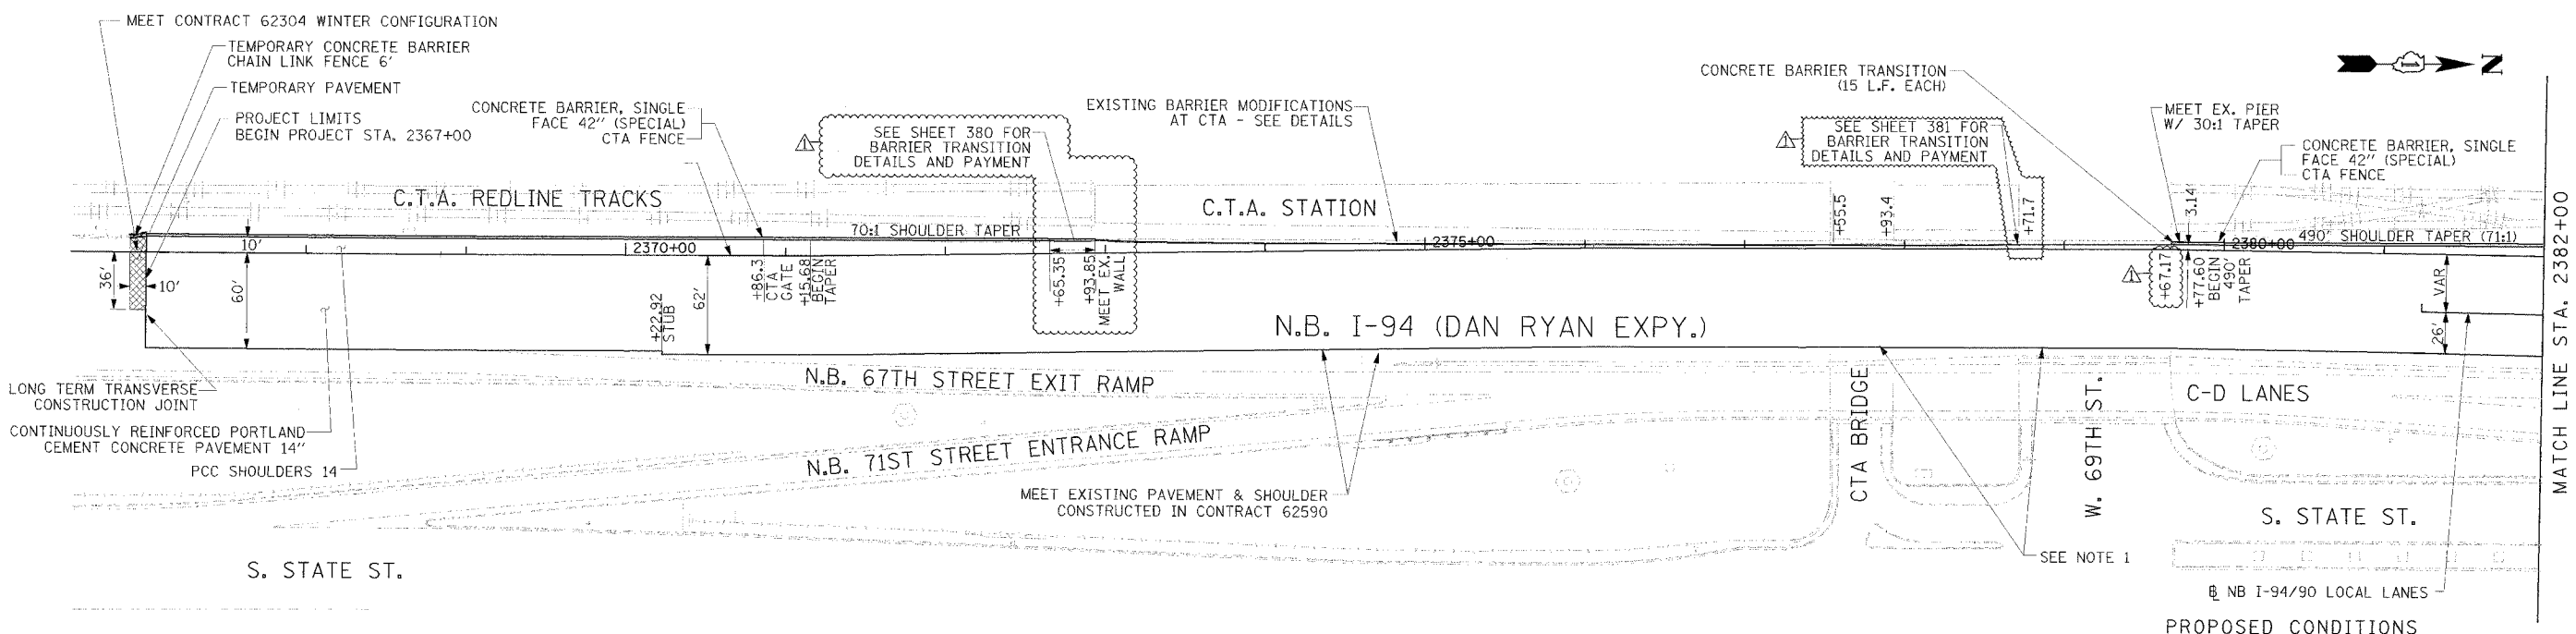 MEET CONTRACT 62304 WINTER CONFIGURATION
TEMPORARY CONCRETE BARRIER
CHAIN LINK FENCE 6'
TEMPORARY PAVEMENT
PROJECT LIMITS
BEGIN PROJECT STA. 2367+00
CONCRETE BARRIER, SINGLE
FACE 42" (SPECIAL)
CTA FENCE
1
SEE SHEET 380 FOR
BARRIER TRANSITION
DETAILS AND PAYMENT
EXISTING BARRIER MODIFICATIONS
AT CTA - SEE DETAILS
CONCRETE BARRIER TRANSITION
(15 L.F. EACH)
1
SEE SHEET 381 FOR
BARRIER TRANSITION
DETAILS AND PAYMENT
MEET EX. PIER
W/ 30:1 TAPER
CONCRETE BARRIER, SINGLE
FACE 42" (SPECIAL)
CTA FENCE
N
C.T.A. REDLINE TRACKS
C.T.A. STATION
+55.5
+93.4
+71.7
3.14'
10'
2370+00
70:1 SHOULDER TAPER
2375+00
2380+00
490' SHOULDER TAPER (71:1)
36'
10'
60'
+22.92
STUB
62'
+86.3
CTA
GATE
+15.68
BEGIN
TAPER
+65.35
+93.85
MEET EX.
WALL
1
+67.17
+77.60
BEGIN
490'
TAPER
VAR
26'
N.B. I-94 (DAN RYAN EXPY.)
N.B. 67TH STREET EXIT RAMP
N.B. 71ST STREET ENTRANCE RAMP
LONG TERM TRANSVERSE
CONSTRUCTION JOINT
CONTINUOUSLY REINFORCED PORTLAND
CEMENT CONCRETE PAVEMENT 14"
PCC SHOULDERS 14
MEET EXISTING PAVEMENT & SHOULDER
CONSTRUCTED IN CONTRACT 62590
CTA BRIDGE
W. 69TH ST.
C-D LANES
S. STATE ST.
S. STATE ST.
SEE NOTE 1
NB I-94/90 LOCAL LANES
MATCH LINE STA. 2382+00
PROPOSED CONDITIONS